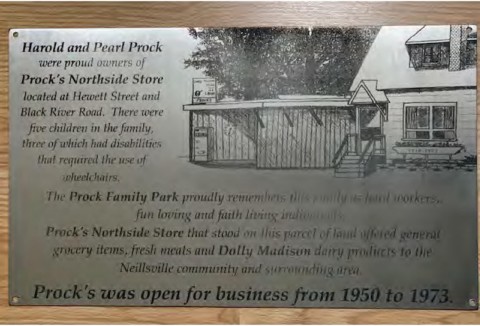 Harold and Pearl Prock
were proud owners of
Prock's Northside Store
located at Hewett Street and
Black River Road. There were
five children in the family,
three of which had disabilities
that required the use of
wheelchairs.
The Prock Family Park proudly remembers this family as hard workers,
fun loving and faith living individuals.
Prock's Northside Store that stood on this parcel of land offered general
grocery items, fresh meats and Dolly Madison dairy products to the
Neillsville community and surrounding area.
Prock's was open for business from 1950 to 1973.